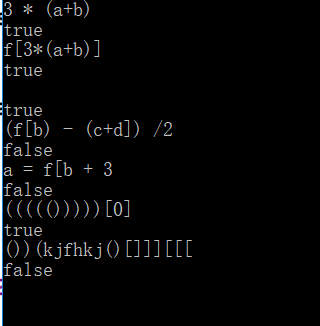 3 * (a+b)
true
f[3*(a+b)]
true
true
(f[b) - (c+d]) /2
false
a = f[b + 3
false
((((()))))[0]
true
())(kjfhkj()[]]][[[
false